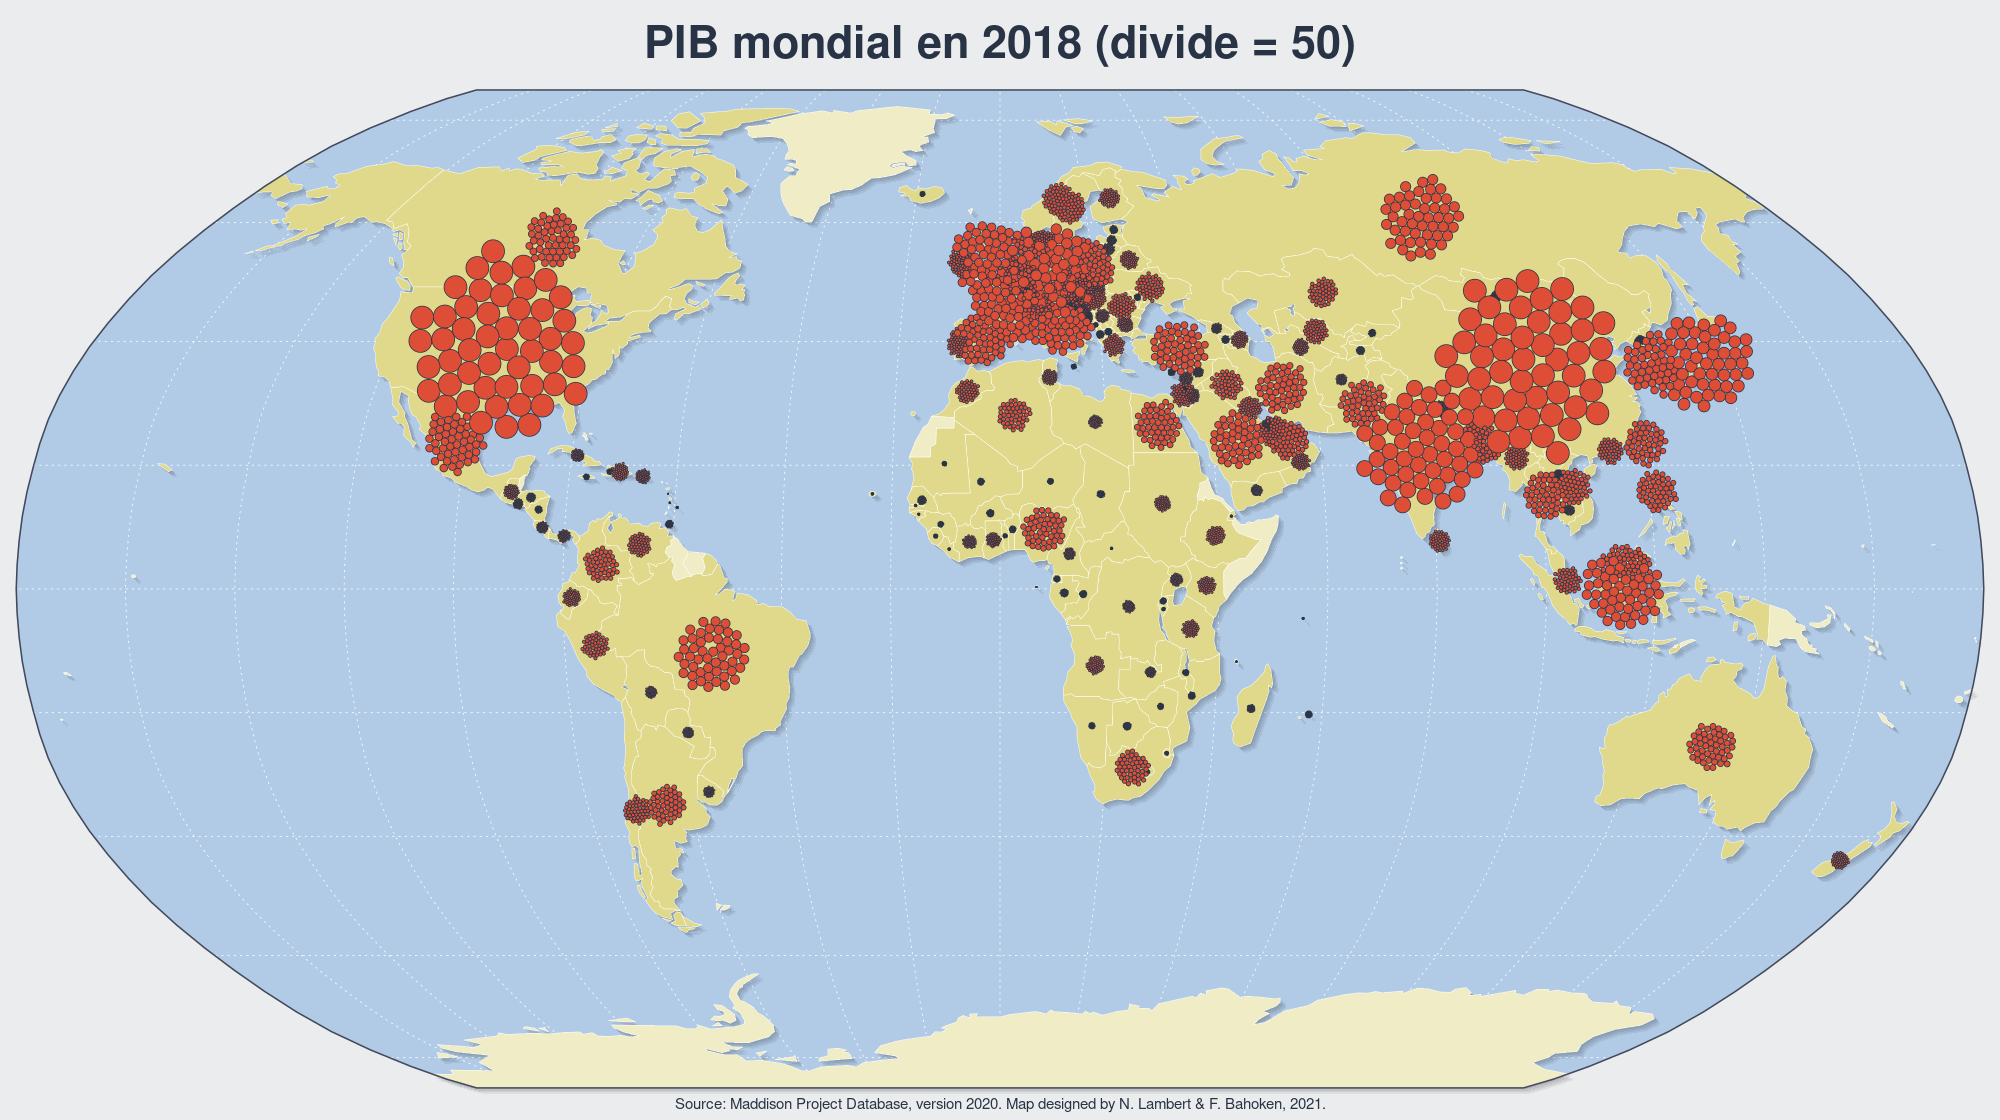 PIB mondial en 2018 (divide = 50)
Source: Maddison Project Database, version 2020. Map designed by N. Lambert & F. Bahoken, 2021.